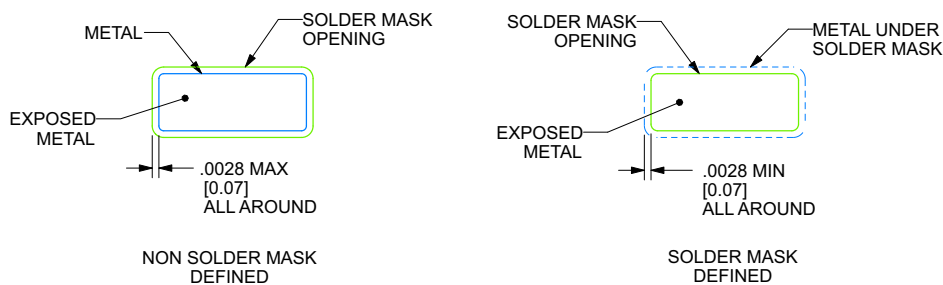 METAL
SOLDER MASK
OPENING
EXPOSED
METAL
.0028 MAX
[0.07]
ALL AROUND
NON SOLDER MASK
DEFINED
SOLDER MASK
OPENING
METAL UNDER
SOLDER MASK
EXPOSED
METAL
.0028 MIN
[0.07]
ALL AROUND
SOLDER MASK
DEFINED